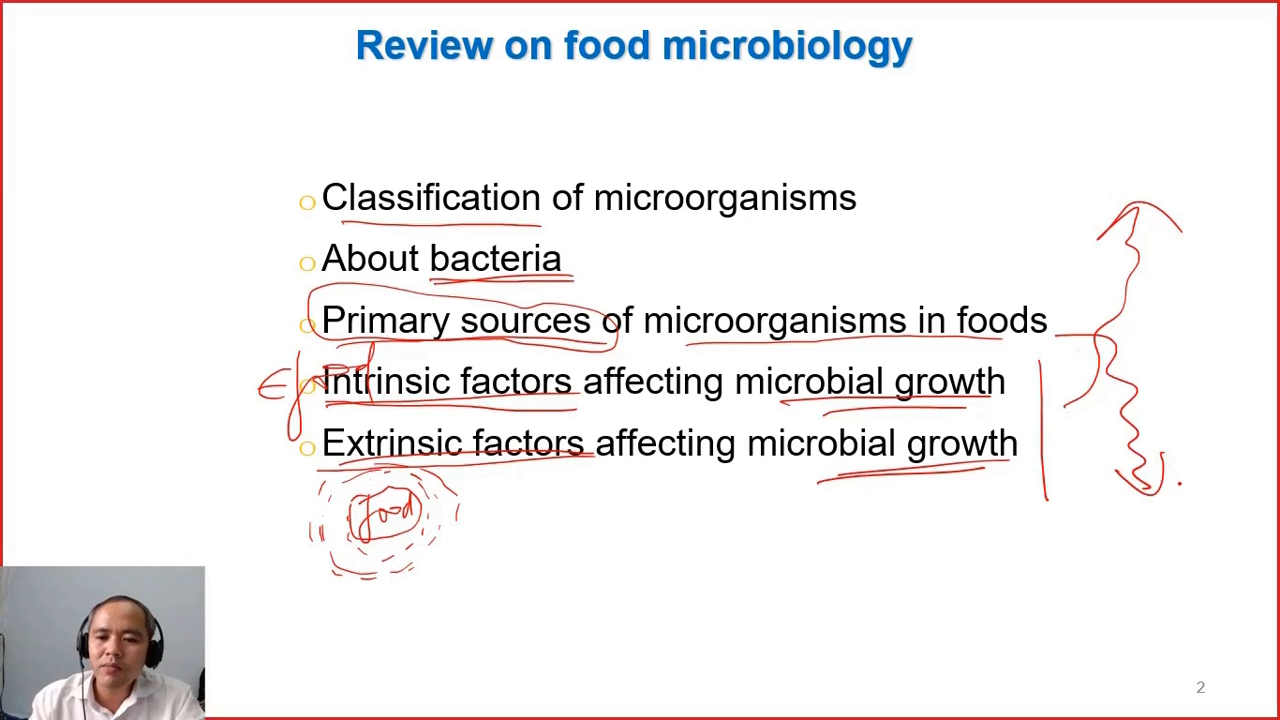 Review on food microbiology
Classification of microorganisms
About bacteria
Primary sources of microorganisms in foods
food
Intrinsic factors affecting microbial growth
Extrinsic factors affecting microbial growth
food
2